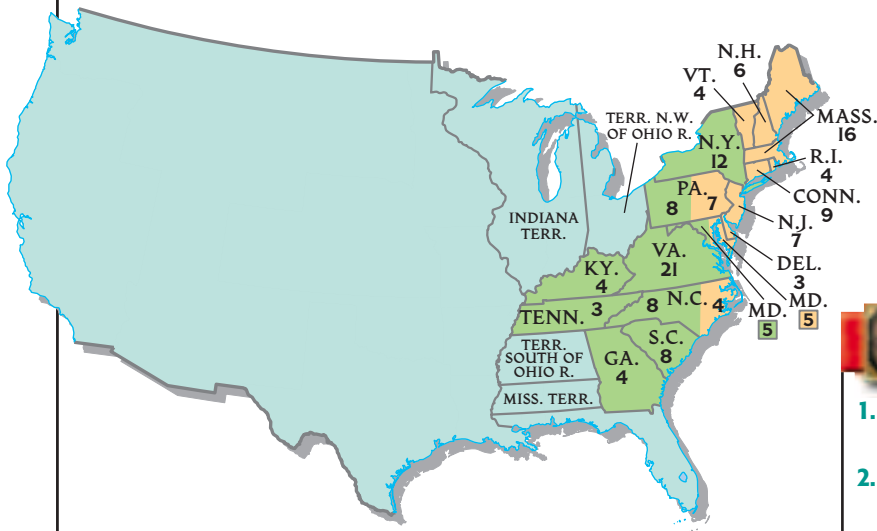 N.H.
6
VT.
4
MASS.
16
TERR. N.W.
OF OHIO R.
N.Y.
12
R.I.
4
CONN.
9
PA.
8
7
N.J.
7
INDIANA
TERR.
DEL.
3
VA.
21
KY.
4
MD.
5
MD.
5
N.C.
8
4
TENN.
3
S.C.
8
TERR.
SOUTH OF
OHIO R.
GA.
4
MISS. TERR.
1.
2.